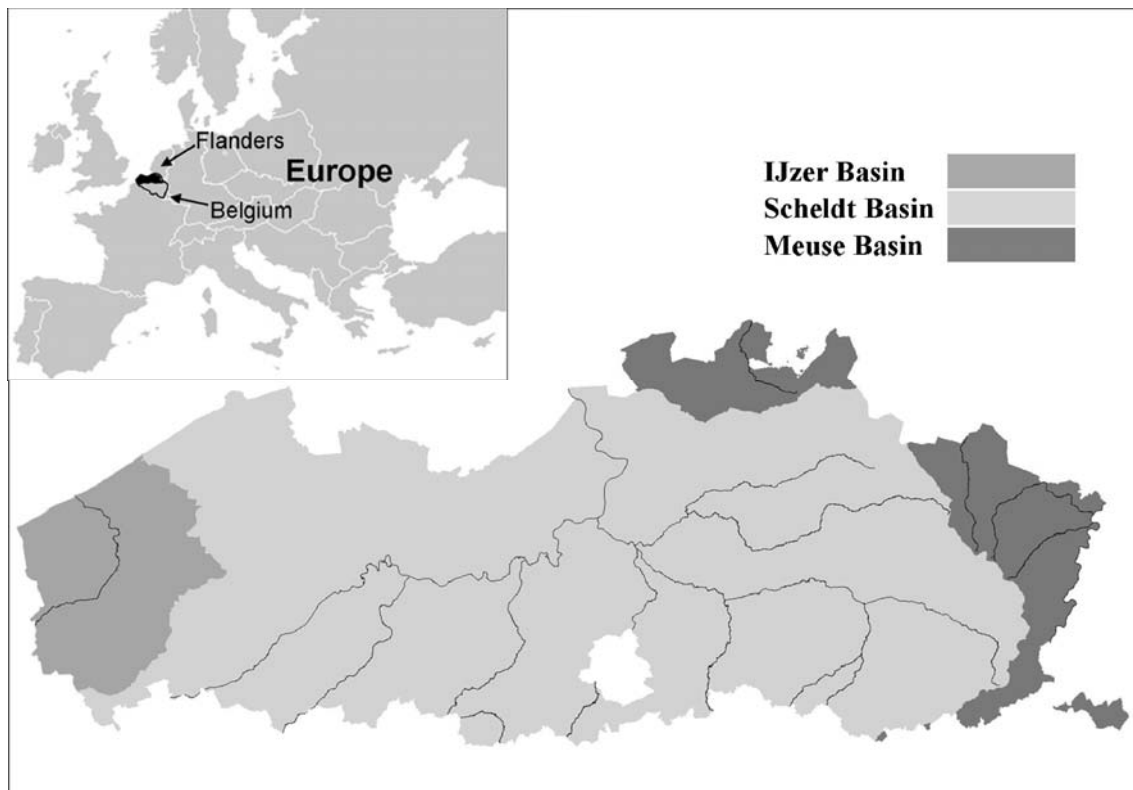 Flanders
Europe
Belgium
IJzer Basin
Scheldt Basin
Meuse Basin